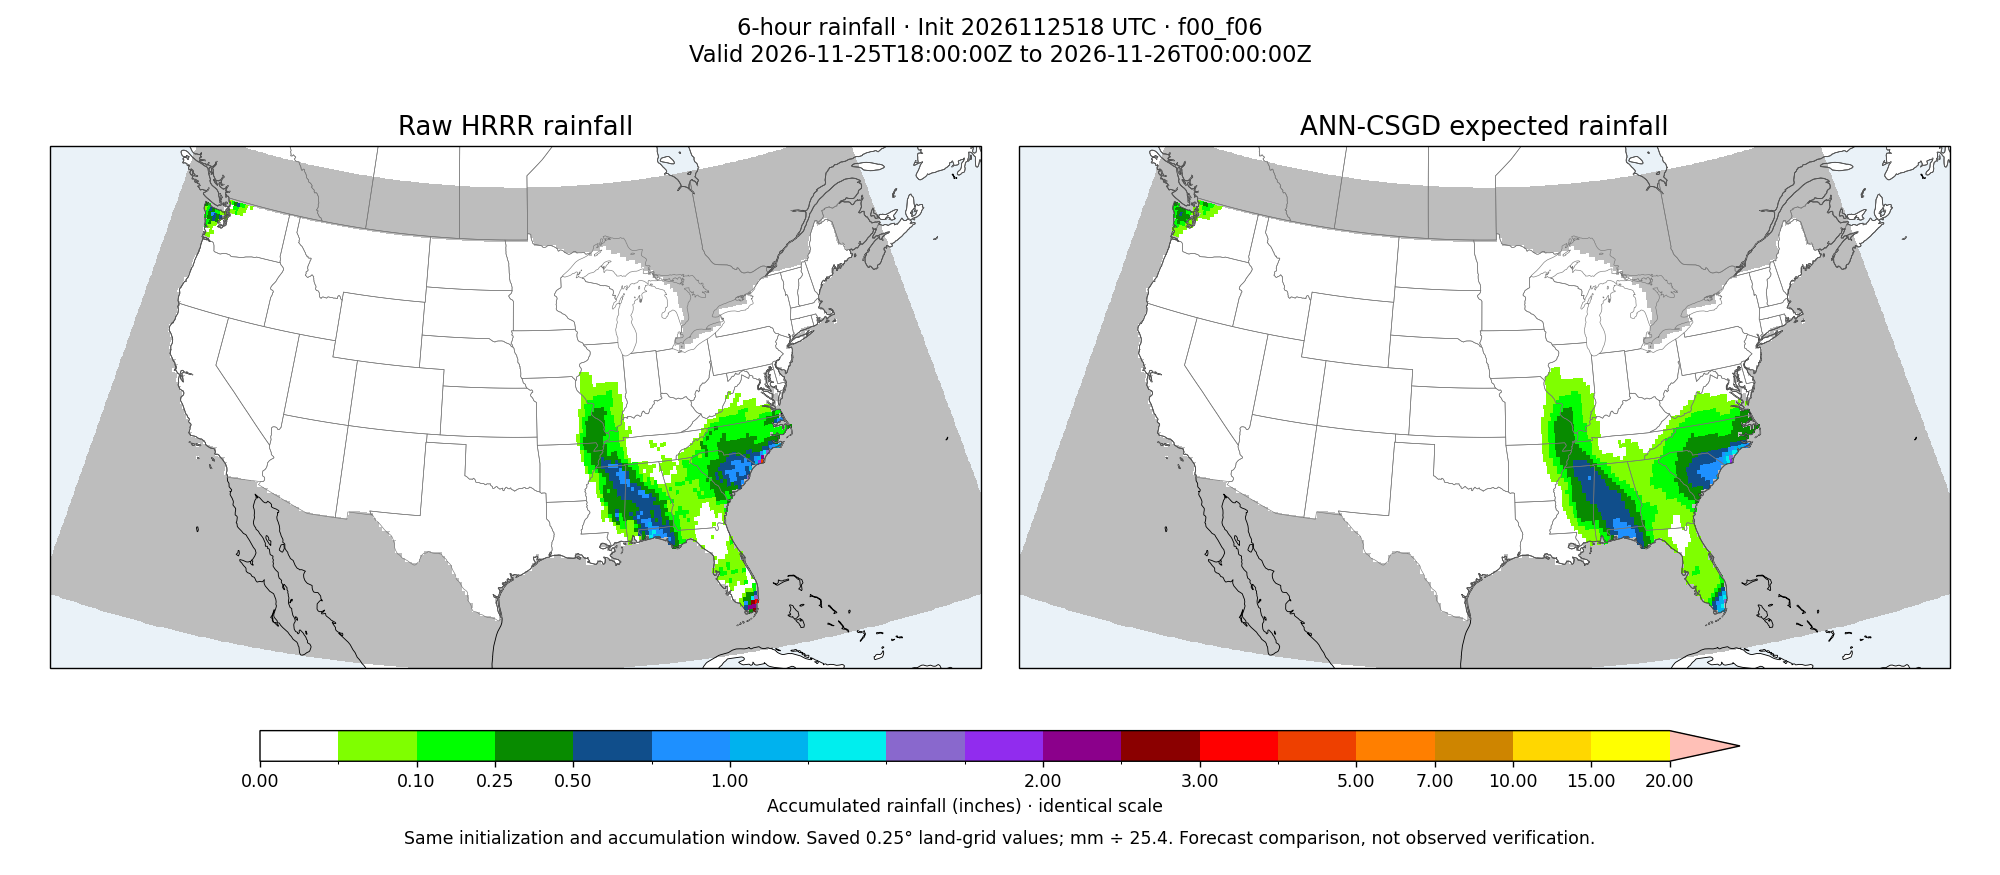 6-hour rainfall · Init 2026112518 UTC · f00_f06
Valid 2026-11-25T18:00:00Z to 2026-11-26T00:00:00Z
Raw HRRR rainfall
ANN-CSGD expected rainfall
0.00 0.10 0.25 0.50 1.00 2.00 3.00 5.00 7.00 10.00 15.00 20.00
Accumulated rainfall (inches) · identical scale
Same initialization and accumulation window. Saved 0.25° land-grid values; mm ÷ 25.4. Forecast comparison, not observed verification.